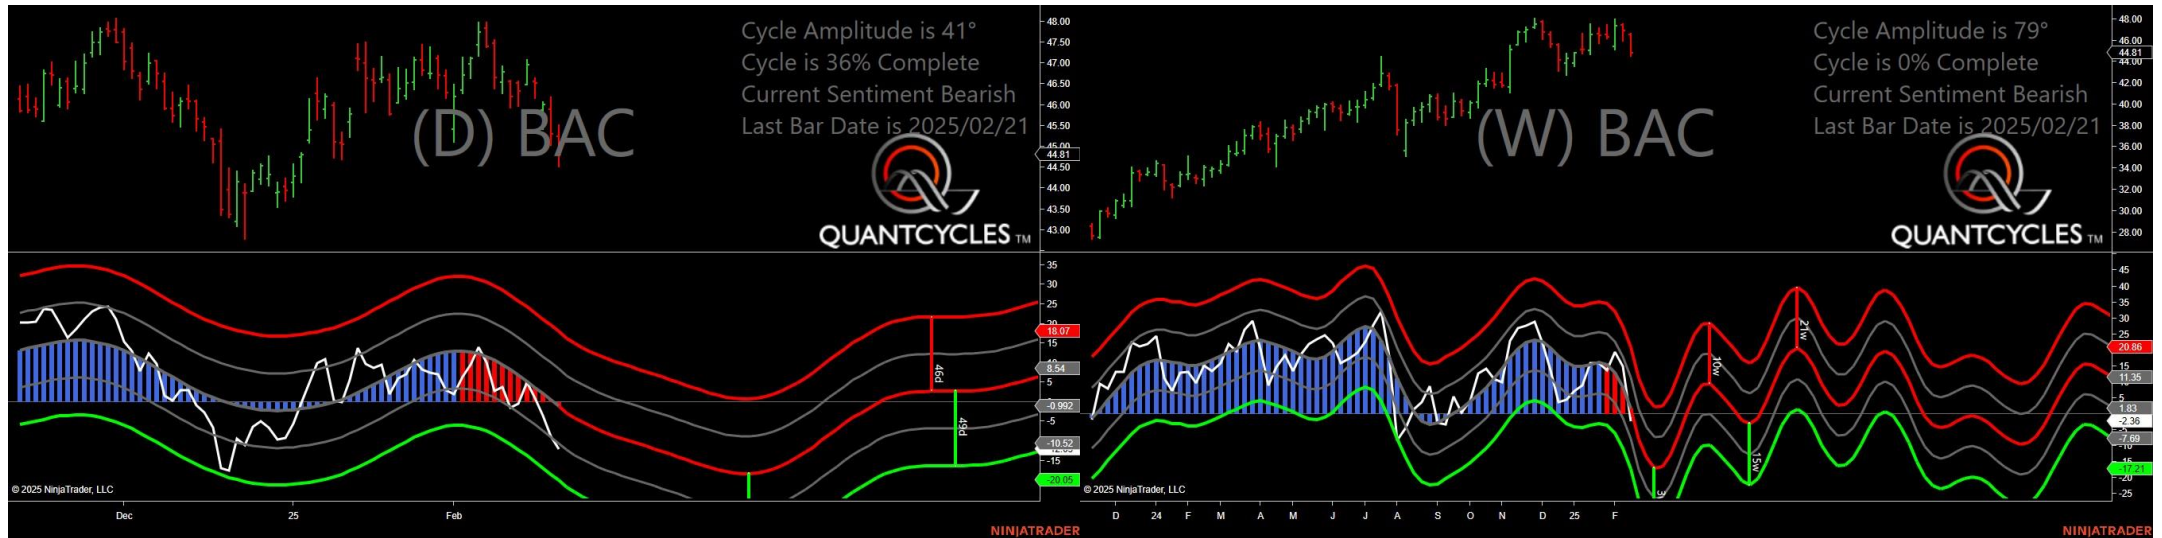 Cycle Amplitude is 41°
Cycle is 36% Complete
Current Sentiment Bearish
Last Bar Date is 2025/02/21
(D) BAC
QUANTCYCLES TM
48.00
47.50
47.00
46.50
46.00
45.50
44.81
44.50
44.00
43.50
43.00
35
30
25
18.07
15
8.54
5
-0.992
-5
-10.52
-15
-20.05
46d
49d
© 2025 NinjaTrader, LLC
Dec
25
Feb
NINJATRADER
Cycle Amplitude is 79°
Cycle is 0% Complete
Current Sentiment Bearish
Last Bar Date is 2025/02/21
(W) BAC
QUANTCYCLES TM
48.00
46.00
44.81
44.00
42.00
40.00
38.00
36.00
34.00
32.00
30.00
28.00
45
40
35
30
25
20.86
15
11.35
5
1.83
-2.36
-7.69
-17.21
-20
-25
10w
21w
15w
© 2025 NinjaTrader, LLC
D 24 F M A M J J A S O N D 25 F
NINJATRADER